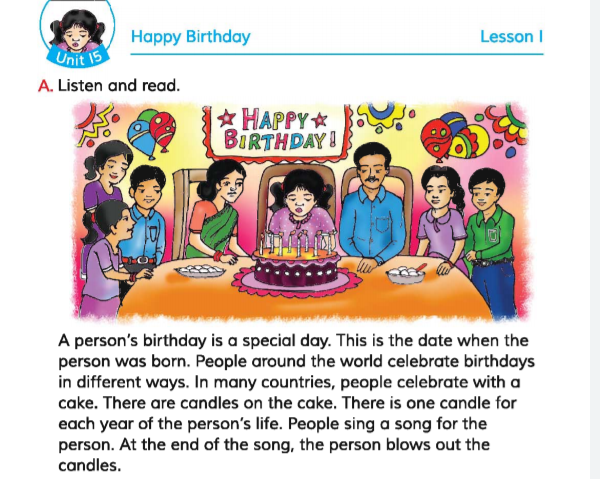 Unit 15
Happy Birthday
Lesson I
A. Listen and read.
HAPPY
BIRTHDAY!
A person's birthday is a special day. This is the date when the
person was born. People around the world celebrate birthdays
in different ways. In many countries, people celebrate with a
cake. There are candles on the cake. There is one candle for
each year of the person's life. People sing a song for the
person. At the end of the song, the person blows out the
candles.